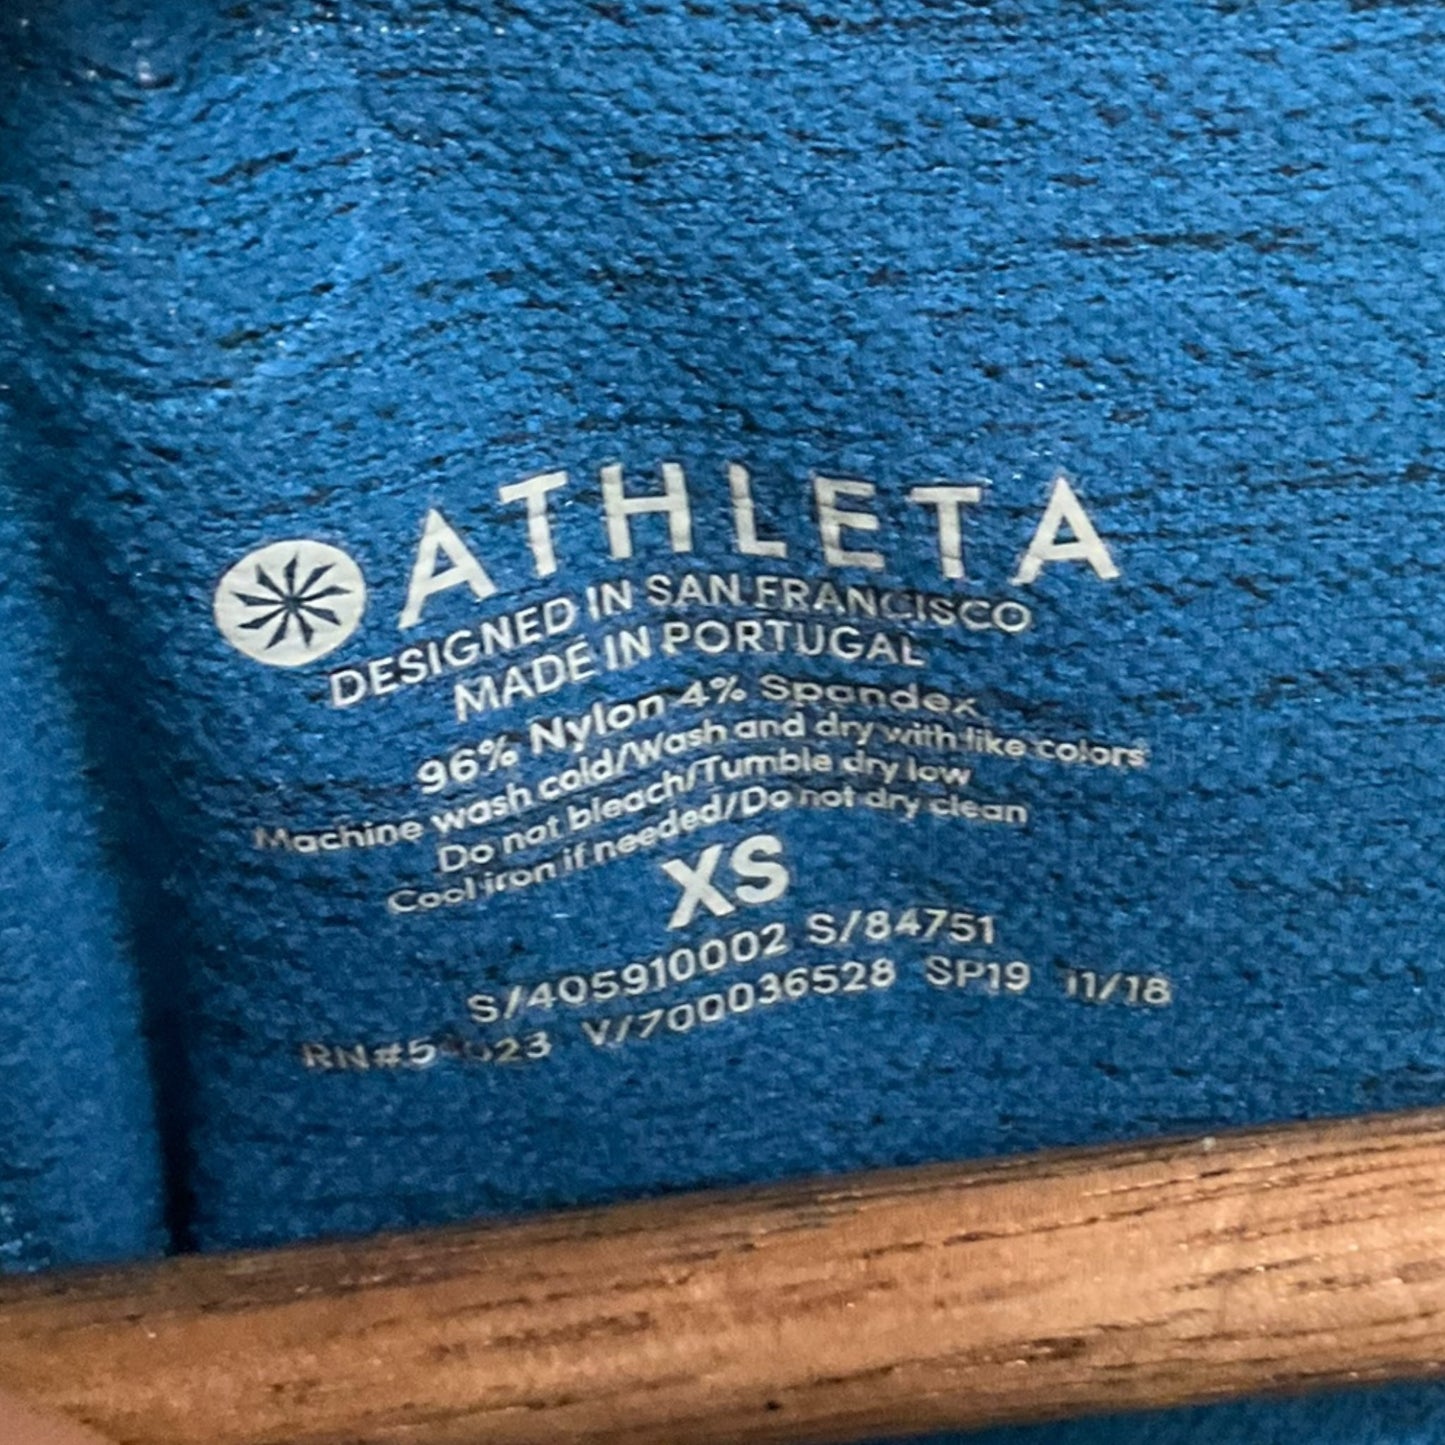 ATHLETA
DESIGNED IN SAN FRANCISCO
MADE IN PORTUGAL
96% Nylon 4% Spandex
Machine wash cold/Wash and dry with like colors
Do not bleach/Tumble dry low
Cool iron if needed/Do not dry clean
XS
S/405910002 S/84751
V/700036528 SP19 11/18